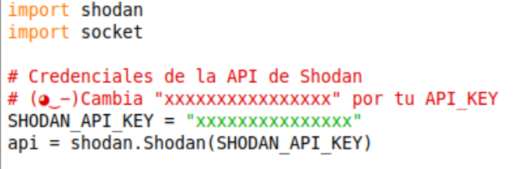 import shodan
import socket
# Credenciales de la API de Shodan
# (◕‿−)Cambia "xxxxxxxxxxxxxxxx" por tu API_KEY
SHODAN_API_KEY = "xxxxxxxxxxxxxxx"
api = shodan.Shodan(SHODAN_API_KEY)